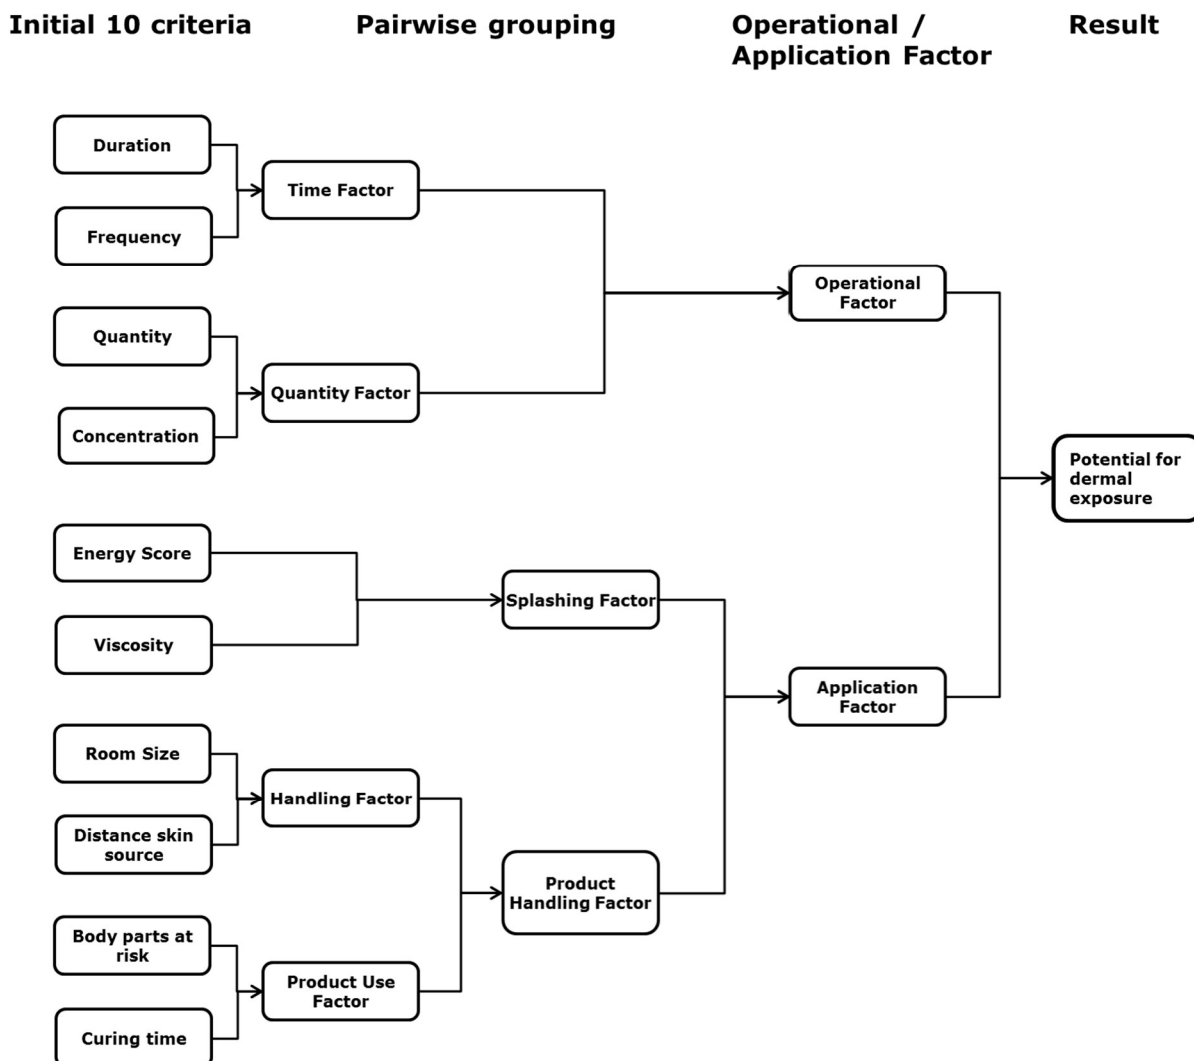 Initial 10 criteria
Pairwise grouping
Operational /
Application Factor
Result
Duration
Frequency
Time Factor
Quantity
Concentration
Quantity Factor
Operational
Factor
Potential for
dermal
exposure
Energy Score
Viscosity
Splashing Factor
Application
Factor
Room Size
Distance skin
source
Handling Factor
Product
Handling Factor
Body parts at
risk
Curing time
Product Use
Factor